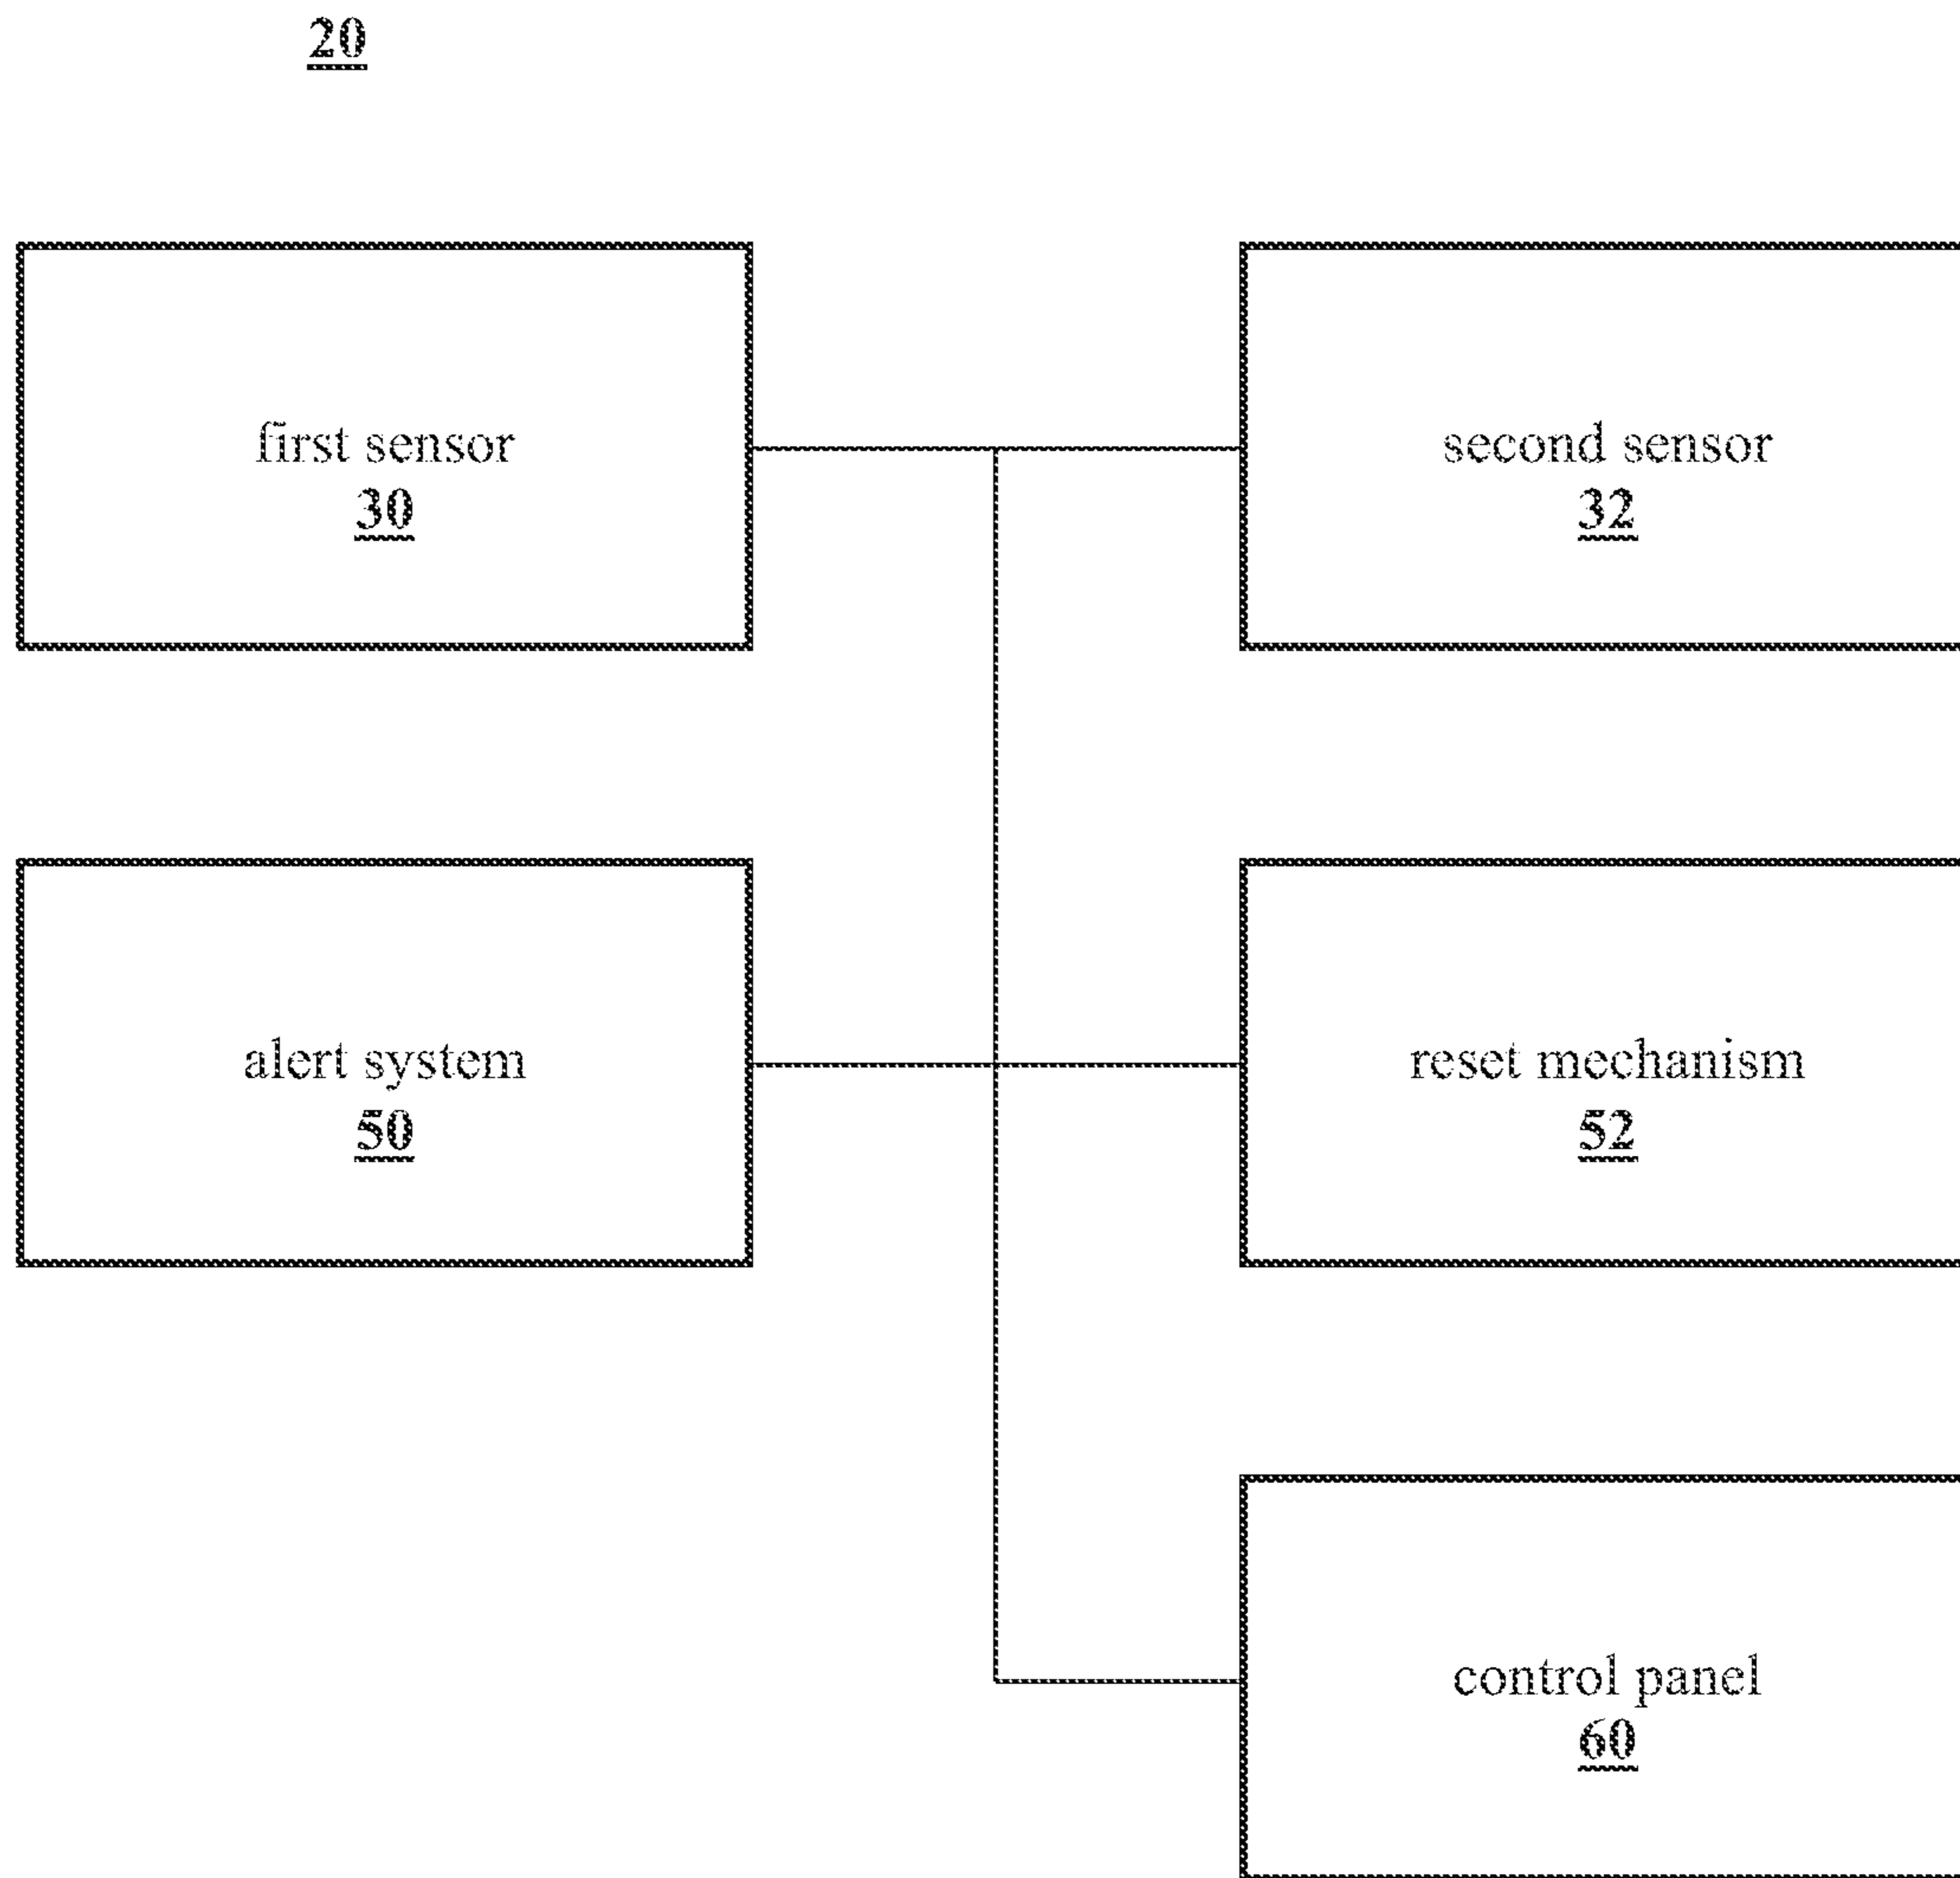 20
first sensor
30
second sensor
32
alert system
50
reset mechanism
52
control panel
60